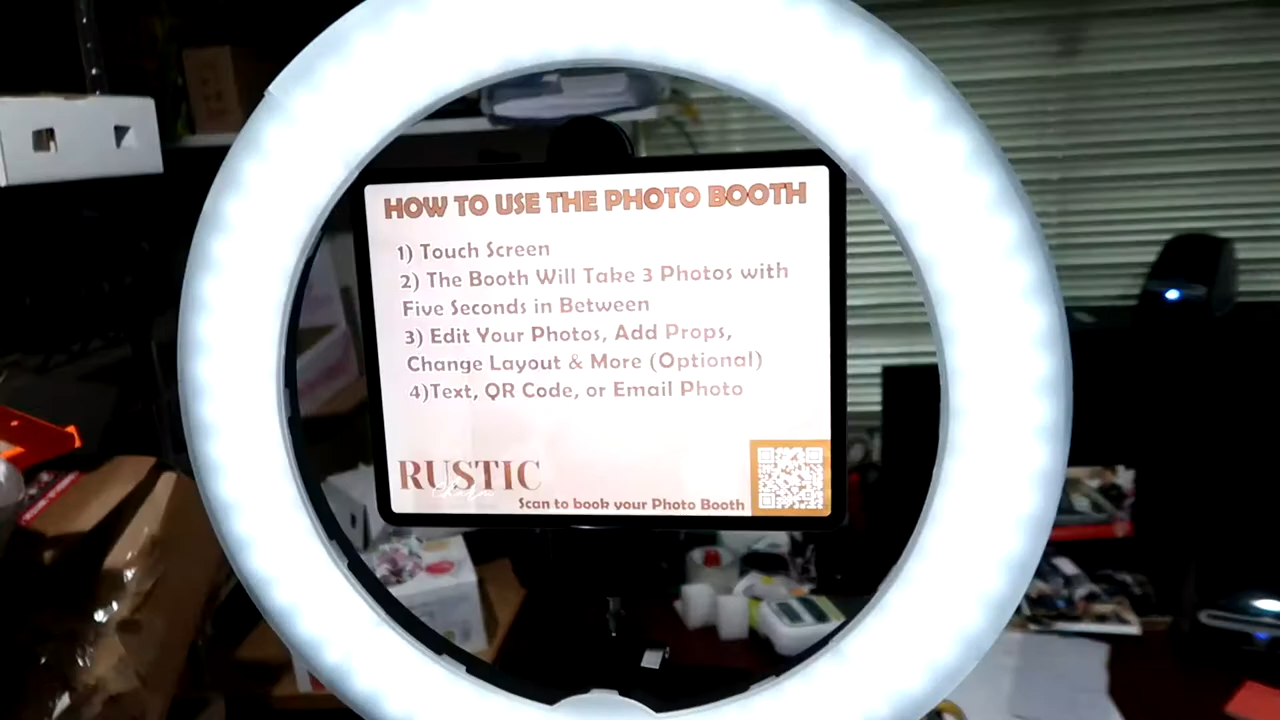 HOW TO USE THE PHOTO BOOTH
1) Touch Screen
2) The Booth Will Take 3 Photos with
Five Seconds in Between
3) Edit Your Photos, Add Props,
Change Layout & More (Optional)
4)Text, QR Code, or Email Photo
RUSTIC
Scan to book your Photo Booth